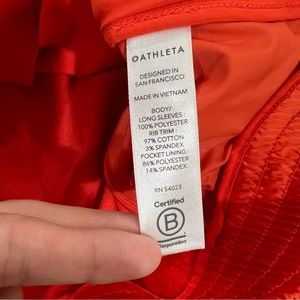 ATHLETA
DESIGNED IN
SAN FRANCISCO
MADE IN VIETNAM
BODY/
LONG SLEEVES :
100% POLYESTER
RIB TRIM :
97% COTTON
3% SPANDEX
POCKET LINING :
86% POLYESTER
14% SPANDEX
RN 54023
Certified
B
Corporation